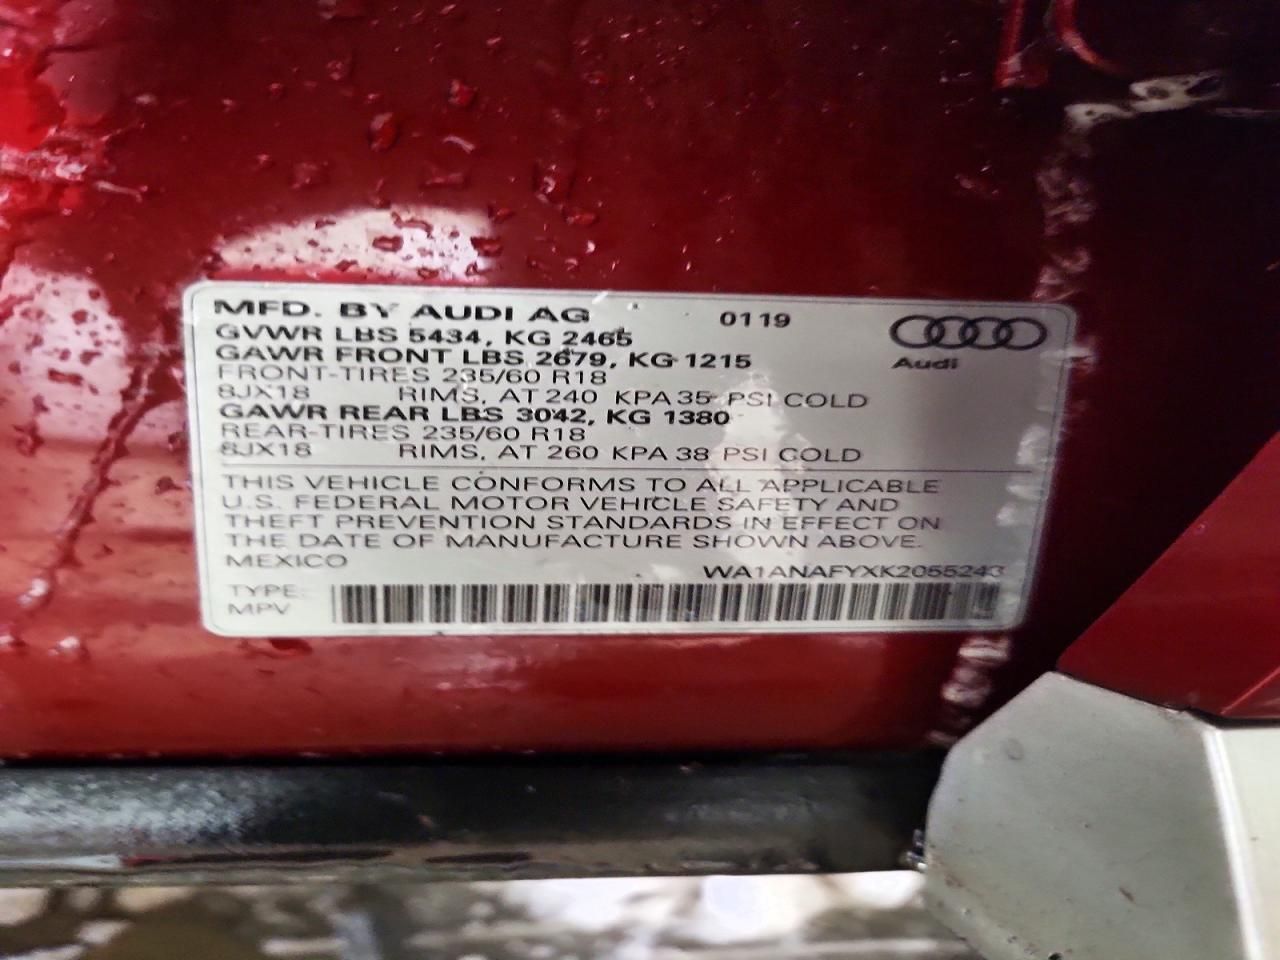 MFD. BY AUDI AG 0119
GVWR LBS 5434, KG 2465
GAWR FRONT LBS 2679, KG 1215
Audi
FRONT-TIRES 235/60 R18
8JX18 RIMS, AT 240 KPA 35 PSI COLD
GAWR REAR LBS 3042, KG 1380
REAR-TIRES 235/60 R18
8JX18 RIMS, AT 260 KPA 38 PSI COLD
THIS VEHICLE CONFORMS TO ALL APPLICABLE
U.S. FEDERAL MOTOR VEHICLE SAFETY AND
THEFT PREVENTION STANDARDS IN EFFECT ON
THE DATE OF MANUFACTURE SHOWN ABOVE.
MEXICO
WA1ANAFYXK2055243
TYPE:
MPV